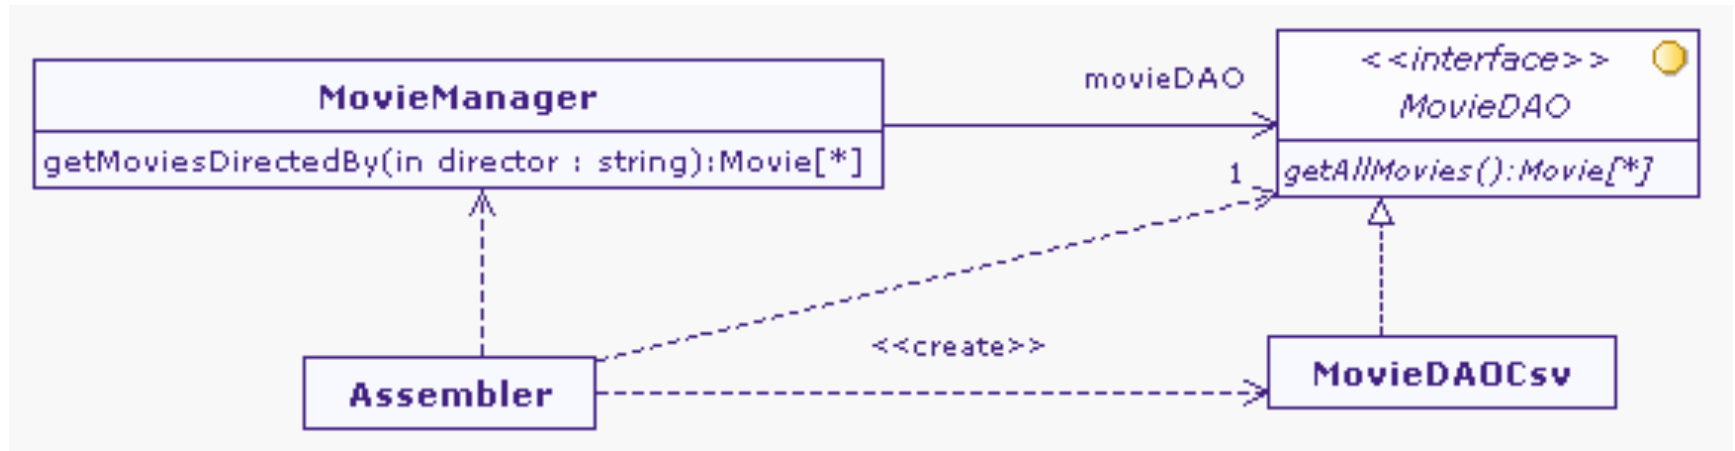 MovieManager
getMoviesDirectedBy(in director : string):Movie[*]
movieDAO
1
<<interface>>
MovieDAO
getAllMovies():Movie[*]
<<create>>
Assembler
MovieDAOCsv